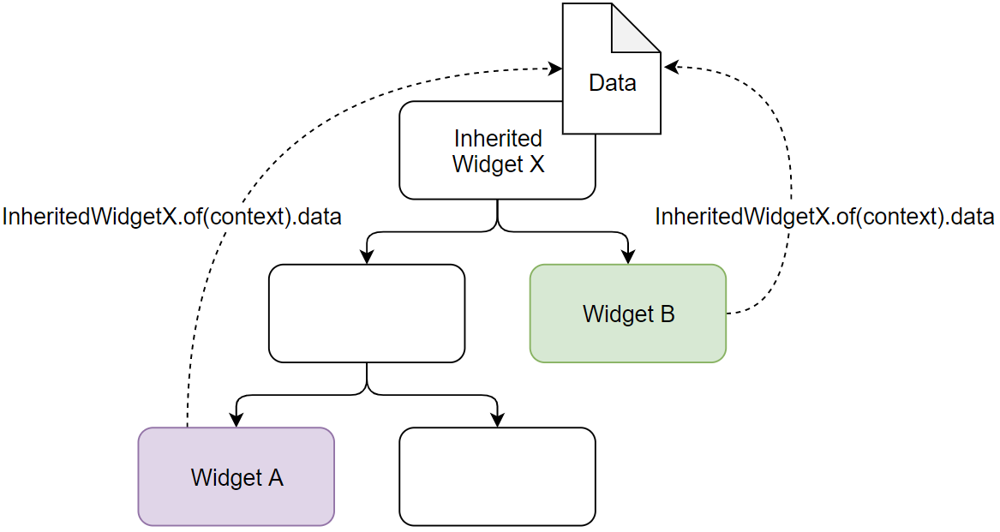 Data
Inherited
Widget X
InheritedWidgetX.of(context).data
InheritedWidgetX.of(context).data
Widget B
Widget A